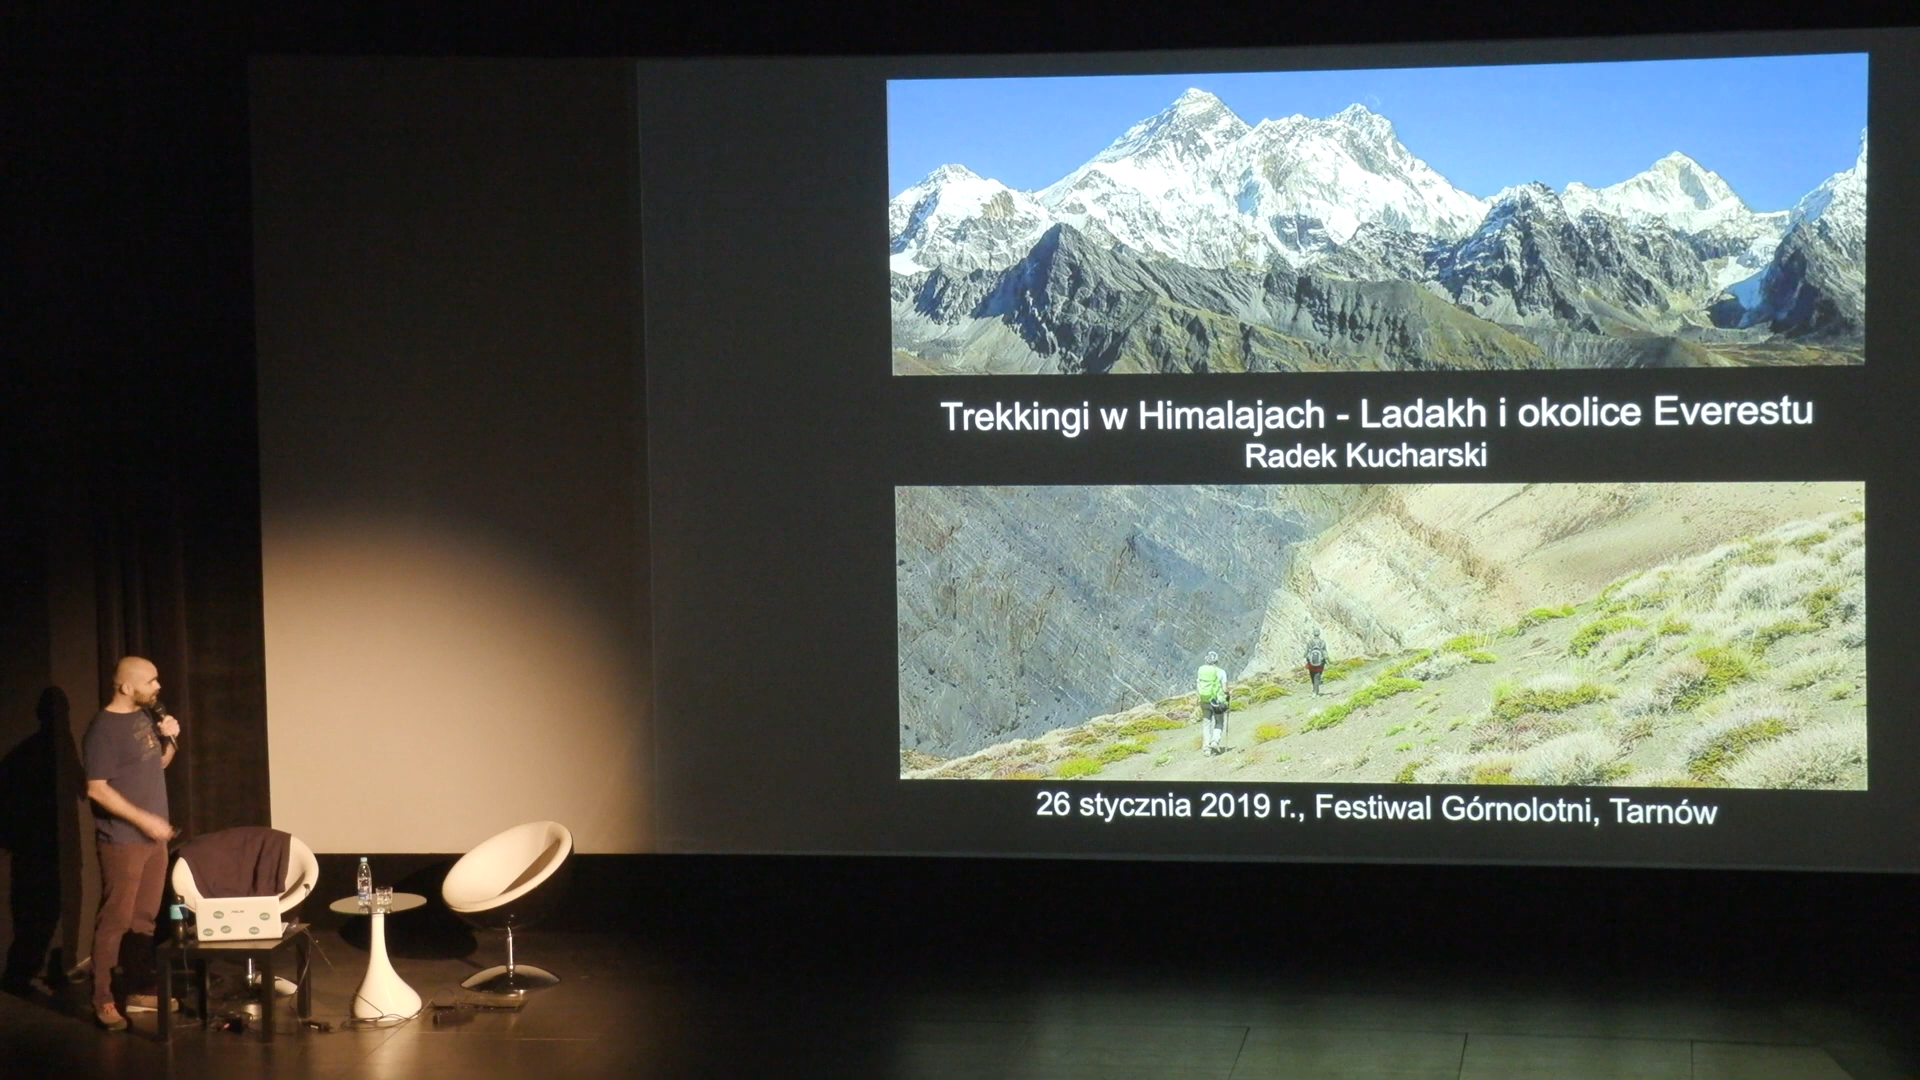 Trekkingi w Himalajach - Ladakh i okolice Everestu
Radek Kucharski
26 stycznia 2019 r., Festiwal Górnolotni, Tarnów